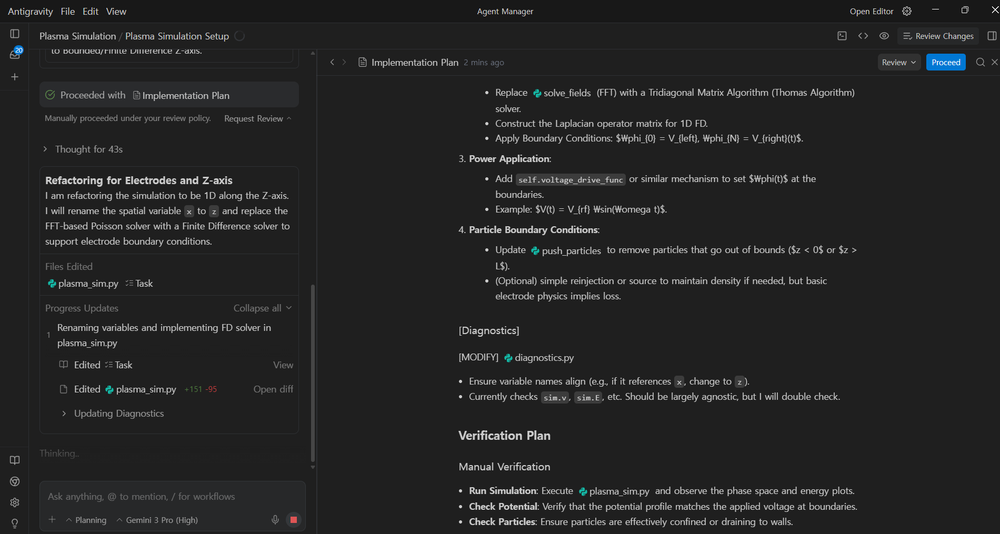 Antigravity File Edit View
Agent Manager
Open Editor
Plasma Simulation / Plasma Simulation Setup
Review Changes
20
to Bounded/Finite Difference Z-axis.
Proceeded with Implementation Plan
Manually proceeded under your review policy. Request Review
Thought for 43s
Refactoring for Electrodes and Z-axis
I am refactoring the simulation to be 1D along the Z-axis.
I will rename the spatial variable x to z and replace the
FFT-based Poisson solver with a Finite Difference solver to
support electrode boundary conditions.
Files Edited
plasma_sim.py Task
Progress Updates Collapse all
1
Renaming variables and implementing FD solver in
plasma_sim.py
Edited Task View
Edited plasma_sim.py +151 -95 Open diff
Updating Diagnostics
Thinking..
Ask anything, @ to mention, / for workflows
Planning Gemini 3 Pro (High)
Implementation Plan 2 mins ago
Review Proceed
• Replace solve_fields (FFT) with a Tridiagonal Matrix Algorithm (Thomas Algorithm)
solver.
• Construct the Laplacian operator matrix for 1D FD.
• Apply Boundary Conditions: $₩phi_{0} = V_{left}, ₩phi_{N} = V_{right}(t)$.
3. Power Application:
• Add self.voltage_drive_func or similar mechanism to set $₩phi(t)$ at the
boundaries.
• Example: $V(t) = V_{rf} ₩sin(₩omega t)$.
4. Particle Boundary Conditions:
• Update push_particles to remove particles that go out of bounds ($z < 0$ or $z >
L$).
• (Optional) simple reinjection or source to maintain density if needed, but basic
electrode physics implies loss.
[Diagnostics]
[MODIFY] diagnostics.py
• Ensure variable names align (e.g., if it references x, change to z).
• Currently checks sim.v, sim.E, etc. Should be largely agnostic, but I will double check.
Verification Plan
Manual Verification
• Run Simulation: Execute plasma_sim.py and observe the phase space and energy plots.
• Check Potential: Verify that the potential profile matches the applied voltage at boundaries.
• Check Particles: Ensure particles are effectively confined or draining to walls.